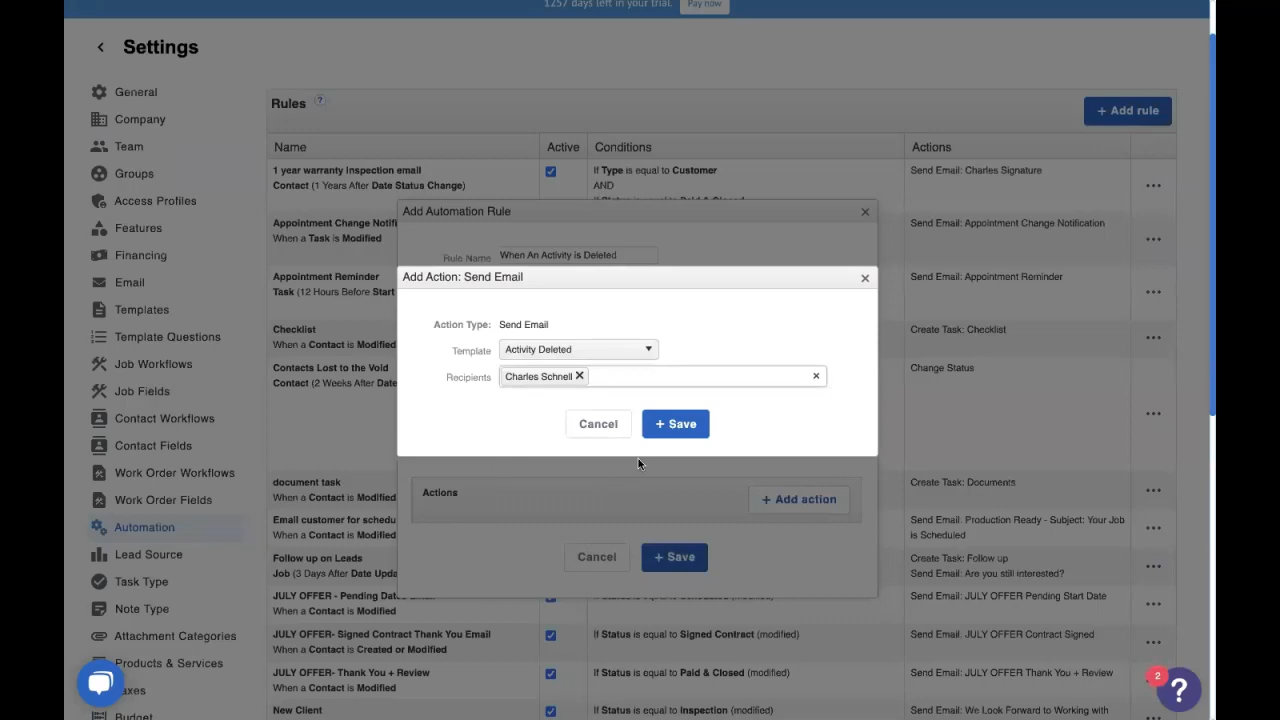 1257 days left in your trial. Pay now
Settings
General
Company
Team
Groups
Access Profiles
Features
Financing
Email
Templates
Template Questions
Job Workflows
Job Fields
Contact Workflows
Contact Fields
Work Order Workflows
Work Order Fields
Automation
Lead Source
Task Type
Note Type
Attachment Categories
Products & Services
axes
Budget
Rules ?
+ Add rule
Name Active Conditions Actions
1 year warranty Inspection email
Contact (1 Years After Date Status Change)
If Type is equal to Customer
AND
Send Email: Charles Signature
Appointment Change Notifi
When a Task is Modified
Send Email: Appointment Change Notification
Appointment Reminder
Task (12 Hours Before Start
Send Email: Appointment Reminder
Checklist
When a Contact is Modified
Create Task: Checklist
Contacts Lost to the Void
Contact (2 Weeks After Date
Change Status
document task
When a Contact is Modified
Create Task: Documents
Email customer for schedu
When a Contact is Modified
Send Email: Production Ready - Subject: Your Job
is Scheduled
Follow up on Leads
Job (3 Days After Date Upda
Create Task: Follow up
Send Email: Are you still interested?
JULY OFFER - Pending Date
When a Contact is Modified
(modified)
Send Email: JULY OFFER Pending Start Date
JULY OFFER- Signed Contract Thank You Email
When a Contact is Created or Modified
If Status is equal to Signed Contract (modified)
Send Email: JULY OFFER Contract Signed
JULY OFFER- Thank You + Review
When a Contact is Modified
If Status is equal to Paid & Closed (modified)
Send Email: JULY OFFER Thank You + Review
New Client
If Status is equal to Inspection (modified)
Send Email: We Look Forward to Working with
Add Automation Rule
Rule Name When An Activity is Deleted
Add Action: Send Email
Action Type: Send Email
Template Activity Deleted
Recipients Charles Schnell
Cancel + Save
Actions
+ Add action
Cancel + Save
2
?